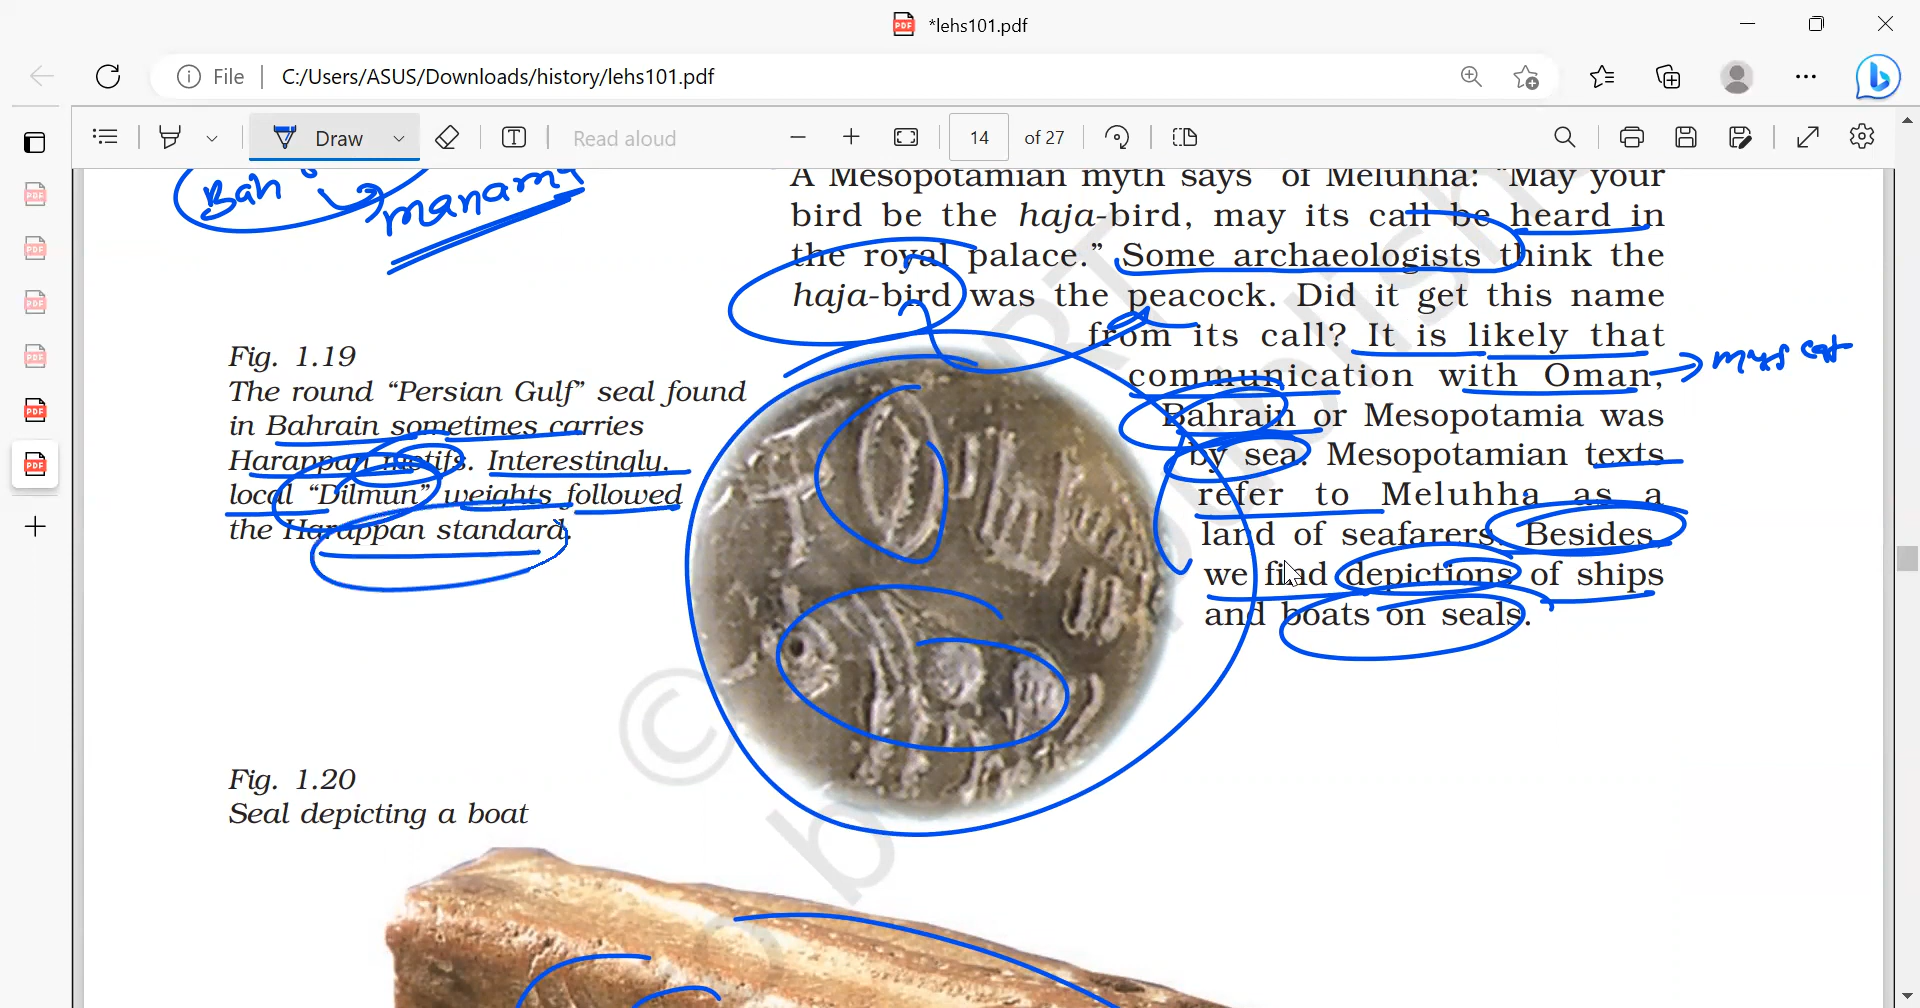 *lehs101.pdf
File
C:/Users/ASUS/Downloads/history/lehs101.pdf
Draw
Read aloud
14
of 27
Bah
manama
A Mesopotamian myth says of Meluhha: “May your
bird be the haja-bird, may its call be heard in
the royal palace.” Some archaeologists think the
haja-bird was the peacock. Did it get this name
from its call? It is likely that
communication with Oman,
Bahrain or Mesopotamia was
by sea. Mesopotamian texts
refer to Meluhha as a
land of seafarers. Besides,
we find depictions of ships
and boats on seals.
Fig. 1.19
The round “Persian Gulf” seal found
in Bahrain sometimes carries
Harappan motifs. Interestingly,
local “Dilmun” weights followed
the Harappan standard.
Fig. 1.20
Seal depicting a boat